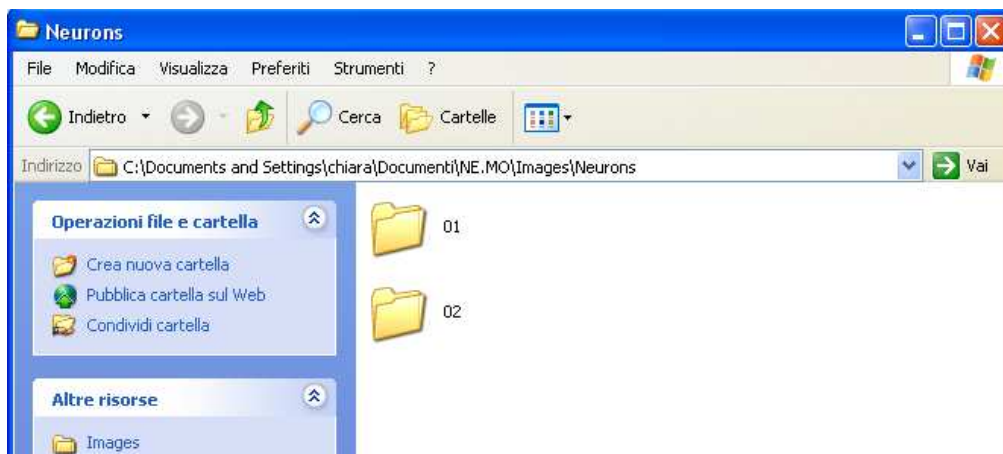 Neurons
File Modifica Visualizza Preferiti Strumenti ?
Indietro Cerca Cartelle
Indirizzo C:\Documents and Settings\chiara\Documenti\NE.MO\Images\Neurons Vai
Operazioni file e cartella
Crea nuova cartella
Pubblica cartella sul Web
Condividi cartella
Altre risorse
Images
01
02